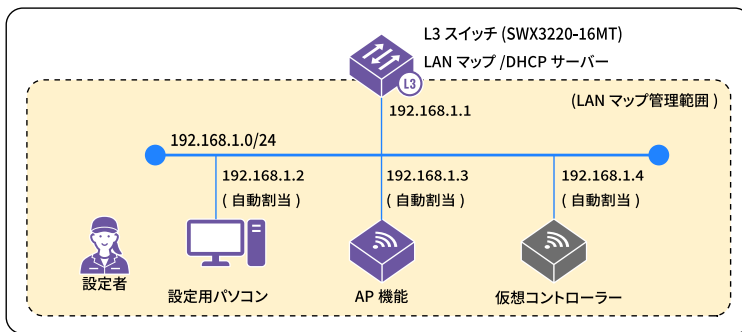 L3 スイッチ (SWX3220-16MT)
LAN マップ /DHCP サーバー
L3
192.168.1.1
(LAN マップ管理範囲 )
192.168.1.0/24
192.168.1.2
( 自動割当 )
192.168.1.3
( 自動割当 )
192.168.1.4
( 自動割当 )
設定者
設定用パソコン
AP 機能
仮想コントローラー